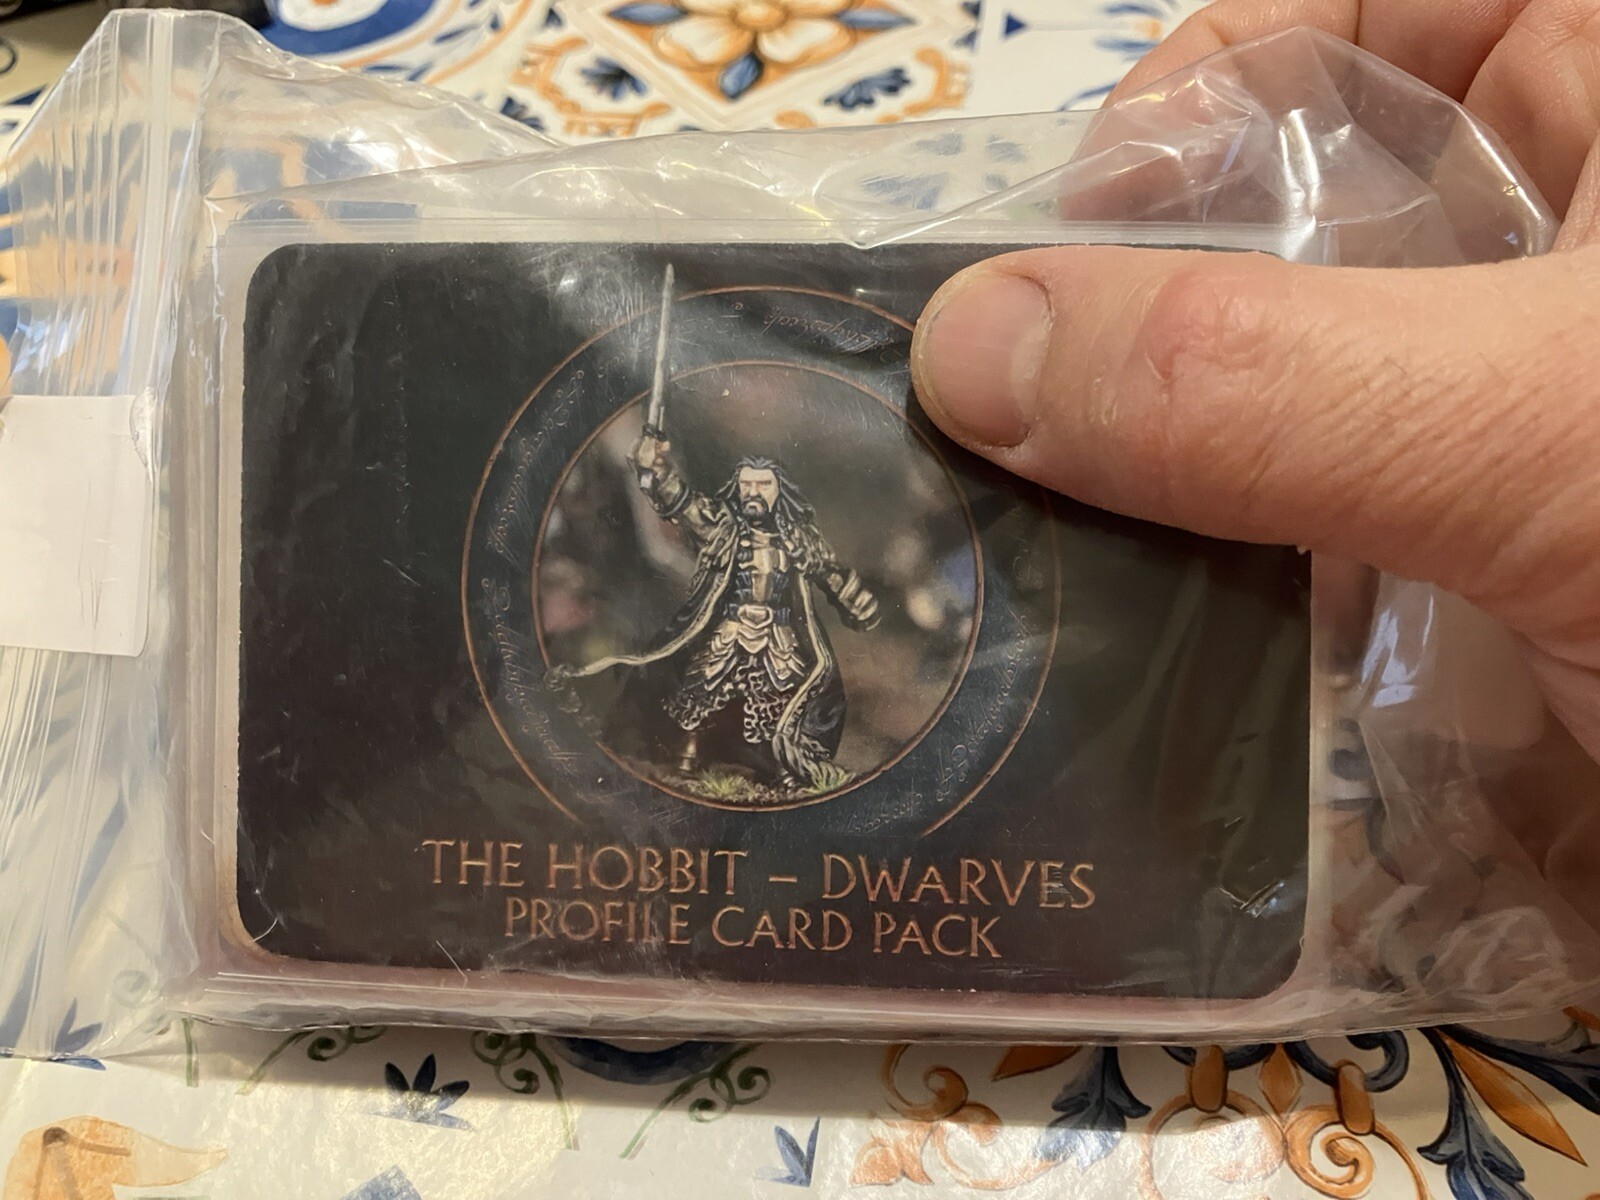 THE HOBBIT – DWARVES
PROFILE CARD PACK